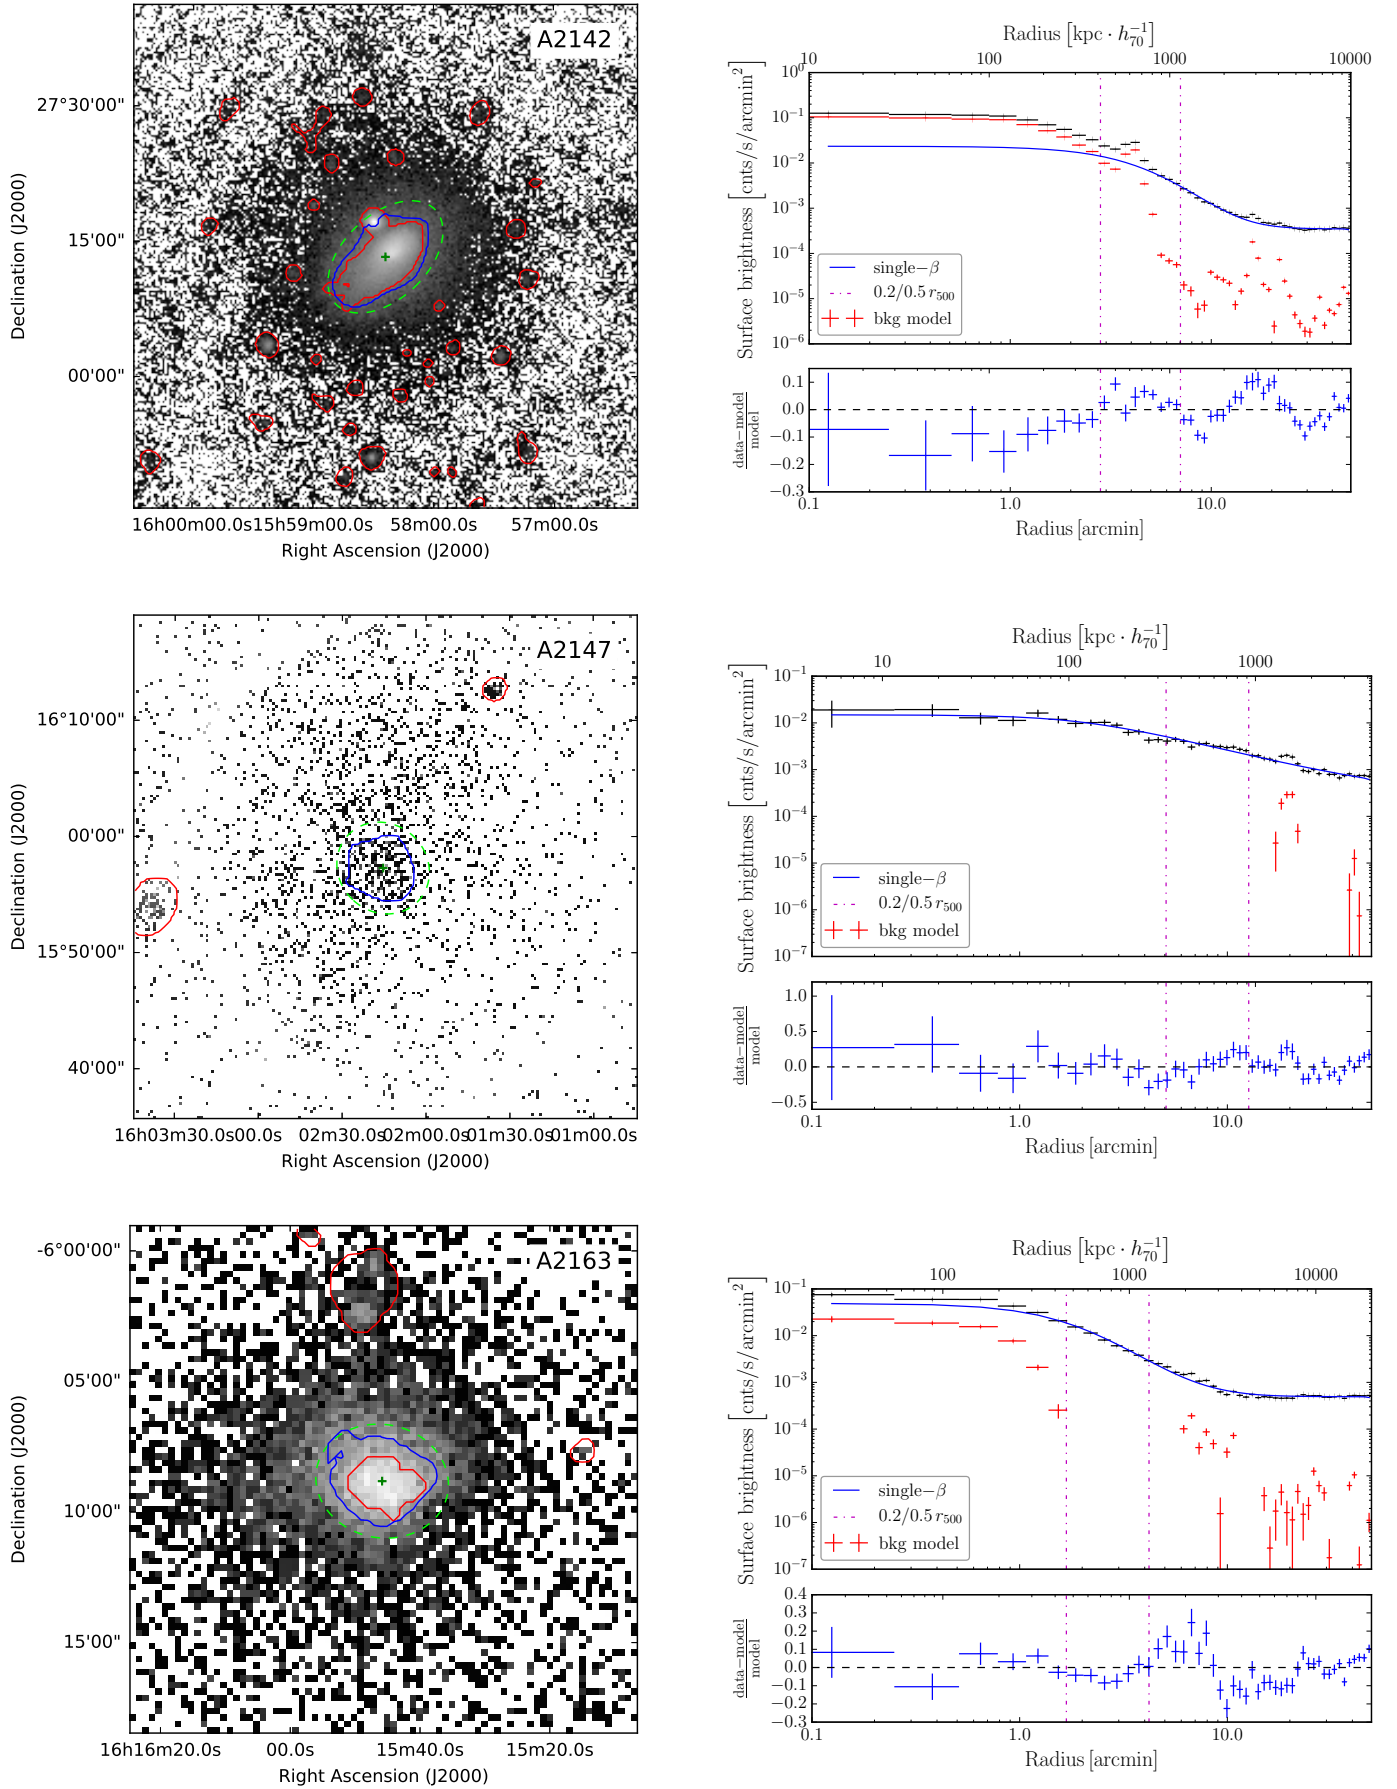 A2142
27°30'00"
15'00"
00'00"
Declination (J2000)
16h00m00.0s15h59m00.0s 58m00.0s 57m00.0s
Right Ascension (J2000)
Radius [kpc · h₇₀⁻¹]
10 100 1000 10000
Surface brightness [cnts/s/arcmin²]
10⁰
10⁻¹
10⁻²
10⁻³
10⁻⁴
10⁻⁵
10⁻⁶
single−β
0.2/0.5 r₅₀₀
bkg model
data−model
model
0.1
0.0
−0.1
−0.2
−0.3
0.1 1.0 10.0
Radius [arcmin]
A2147
16°10'00"
00'00"
15°50'00"
40'00"
Declination (J2000)
16h03m30.0s00.0s 02m30.0s02m00.0s01m30.0s01m00.0s
Right Ascension (J2000)
Radius [kpc · h₇₀⁻¹]
10 100 1000
Surface brightness [cnts/s/arcmin²]
10⁻¹
10⁻²
10⁻³
10⁻⁴
10⁻⁵
10⁻⁶
10⁻⁷
single−β
0.2/0.5 r₅₀₀
bkg model
data−model
model
1.0
0.5
0.0
−0.5
0.1 1.0 10.0
Radius [arcmin]
A2163
-6°00'00"
05'00"
10'00"
15'00"
Declination (J2000)
16h16m20.0s 00.0s 15m40.0s 15m20.0s
Right Ascension (J2000)
Radius [kpc · h₇₀⁻¹]
100 1000 10000
Surface brightness [cnts/s/arcmin²]
10⁻¹
10⁻²
10⁻³
10⁻⁴
10⁻⁵
10⁻⁶
10⁻⁷
single−β
0.2/0.5 r₅₀₀
bkg model
data−model
model
0.4
0.3
0.2
0.1
0.0
−0.1
−0.2
−0.3
0.1 1.0 10.0
Radius [arcmin]